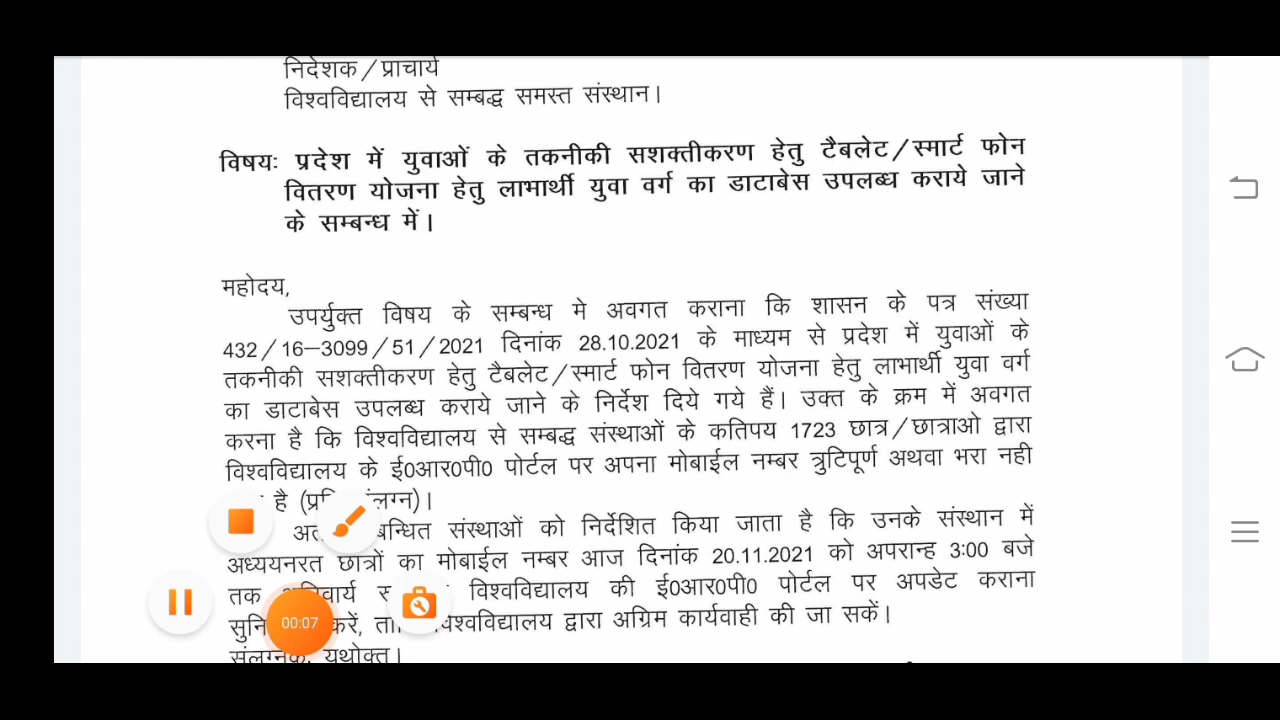 निदेशक/प्राचार्य
विश्वविद्यालय से सम्बद्ध समस्त संस्थान।
विषयः प्रदेश में युवाओं के तकनीकी सशक्तीकरण हेतु टैबलेट/स्मार्ट फोन
वितरण योजना हेतु लाभार्थी युवा वर्ग का डाटाबेस उपलब्ध कराये जाने
के सम्बन्ध में।
महोदय,
उपर्युक्त विषय के सम्बन्ध मे अवगत कराना कि शासन के पत्र संख्या
432/16–3099/51/2021 दिनांक 28.10.2021 के माध्यम से प्रदेश में युवाओं के
तकनीकी सशक्तीकरण हेतु टैबलेट/स्मार्ट फोन वितरण योजना हेतु लाभार्थी युवा वर्ग
का डाटाबेस उपलब्ध कराये जाने के निर्देश दिये गये हैं। उक्त के क्रम में अवगत
करना है कि विश्वविद्यालय से सम्बद्ध संस्थाओं के कतिपय 1723 छात्र/छात्राओ द्वारा
विश्वविद्यालय के ई0आर0पी0 पोर्टल पर अपना मोबाईल नम्बर त्रुटिपूर्ण अथवा भरा नही
है
संस्थाओं को निर्देशित किया जाता है कि उनके संस्थान में
अध्ययनरत छात्रों का मोबाईल नम्बर आज दिनांक 20.11.2021 को अपरान्ह 3:00 बजे
तक विश्वविद्यालय की ई0आर0पी0 पोर्टल पर अपडेट कराना
करें, विश्वविद्यालय द्वारा अग्रिम कार्यवाही की जा सकें।
संलग्नक, यथोक्त।
00:07